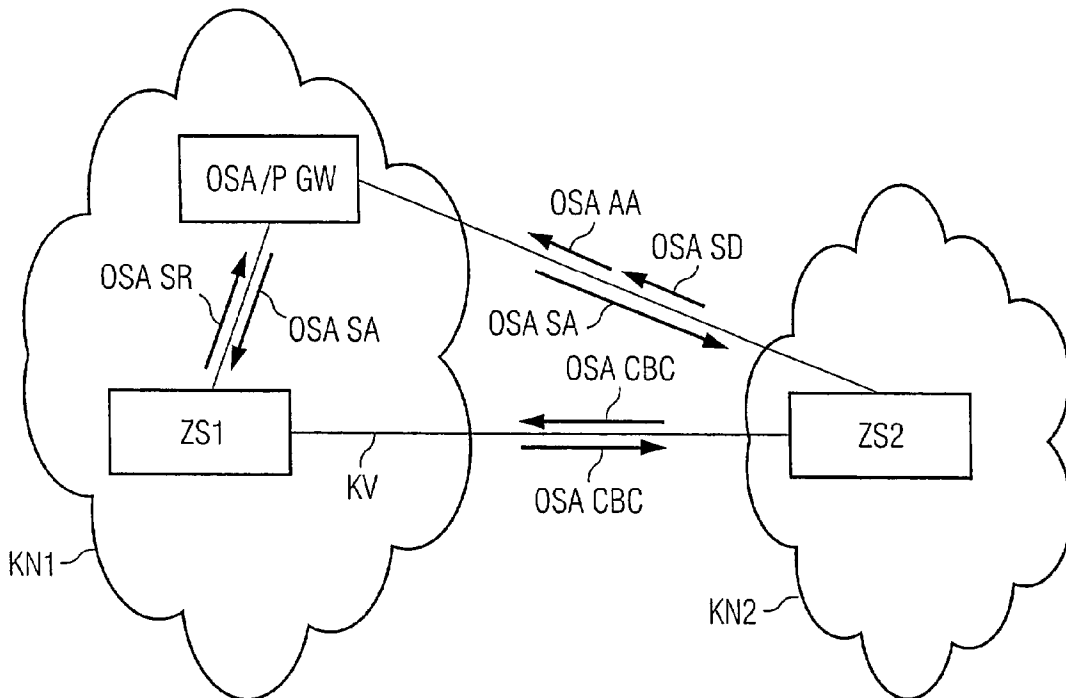 OSA/P GW
OSA AA
OSA SD
OSA SR
OSA SA
OSA SA
OSA CBC
ZS1
ZS2
KV
OSA CBC
KN1
KN2